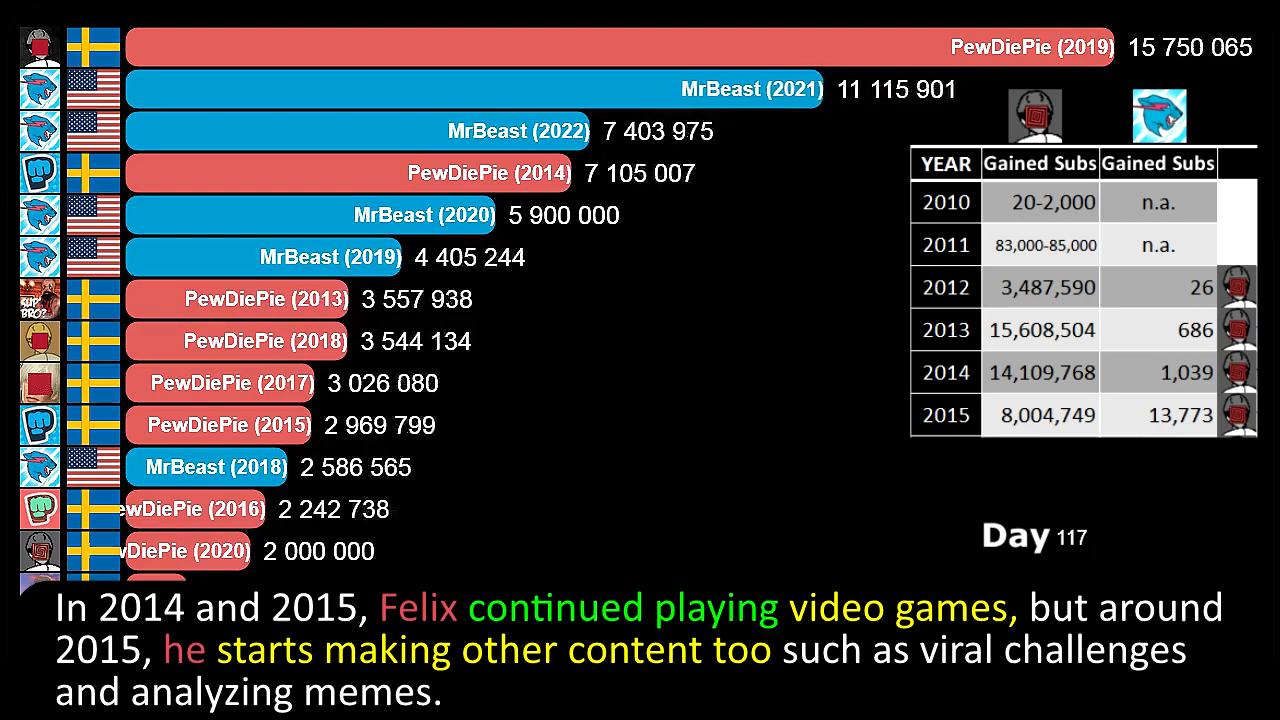 PewDiePie (2019) 15 750 065
MrBeast (2021) 11 115 901
MrBeast (2022) 7 403 975
PewDiePie (2014) 7 105 007
MrBeast (2020) 5 900 000
MrBeast (2019) 4 405 244
PewDiePie (2013) 3 557 938
PewDiePie (2018) 3 544 134
PewDiePie (2017) 3 026 080
PewDiePie (2015) 2 969 799
MrBeast (2018) 2 586 565
ewDiePie (2016) 2 242 738
wDiePie (2020) 2 000 000
SUP BRO?
YEAR Gained Subs Gained Subs
2010 20-2,000 n.a.
2011 83,000-85,000 n.a.
2012 3,487,590 26
2013 15,608,504 686
2014 14,109,768 1,039
2015 8,004,749 13,773
Day 117
In 2014 and 2015, Felix continued playing video games, but around
2015, he starts making other content too such as viral challenges
and analyzing memes.